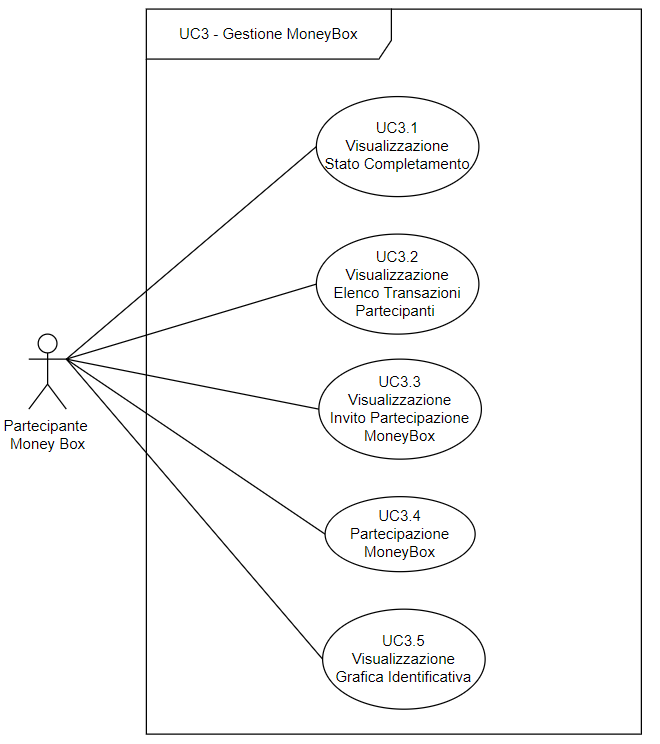 UC3 - Gestione MoneyBox
UC3.1
Visualizzazione
Stato Completamento
UC3.2
Visualizzazione
Elenco Transazioni
Partecipanti
UC3.3
Visualizzazione
Invito Partecipazione
MoneyBox
Partecipante
Money Box
UC3.4
Partecipazione
MoneyBox
UC3.5
Visualizzazione
Grafica Identificativa